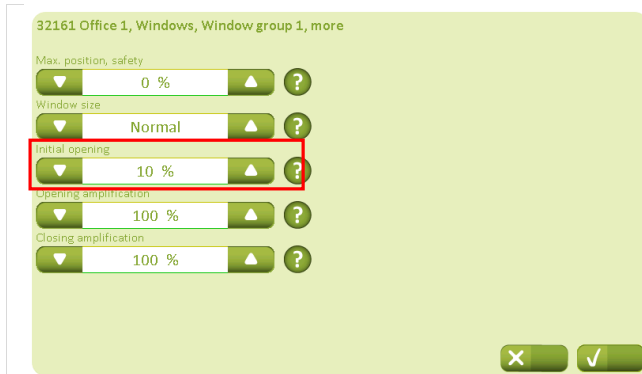 32161 Office 1, Windows, Window group 1, more
Max. position, safety
0 %
?
Window size
Normal
?
Initial opening
10 %
?
Opening amplification
100 %
?
Closing amplification
100 %
?